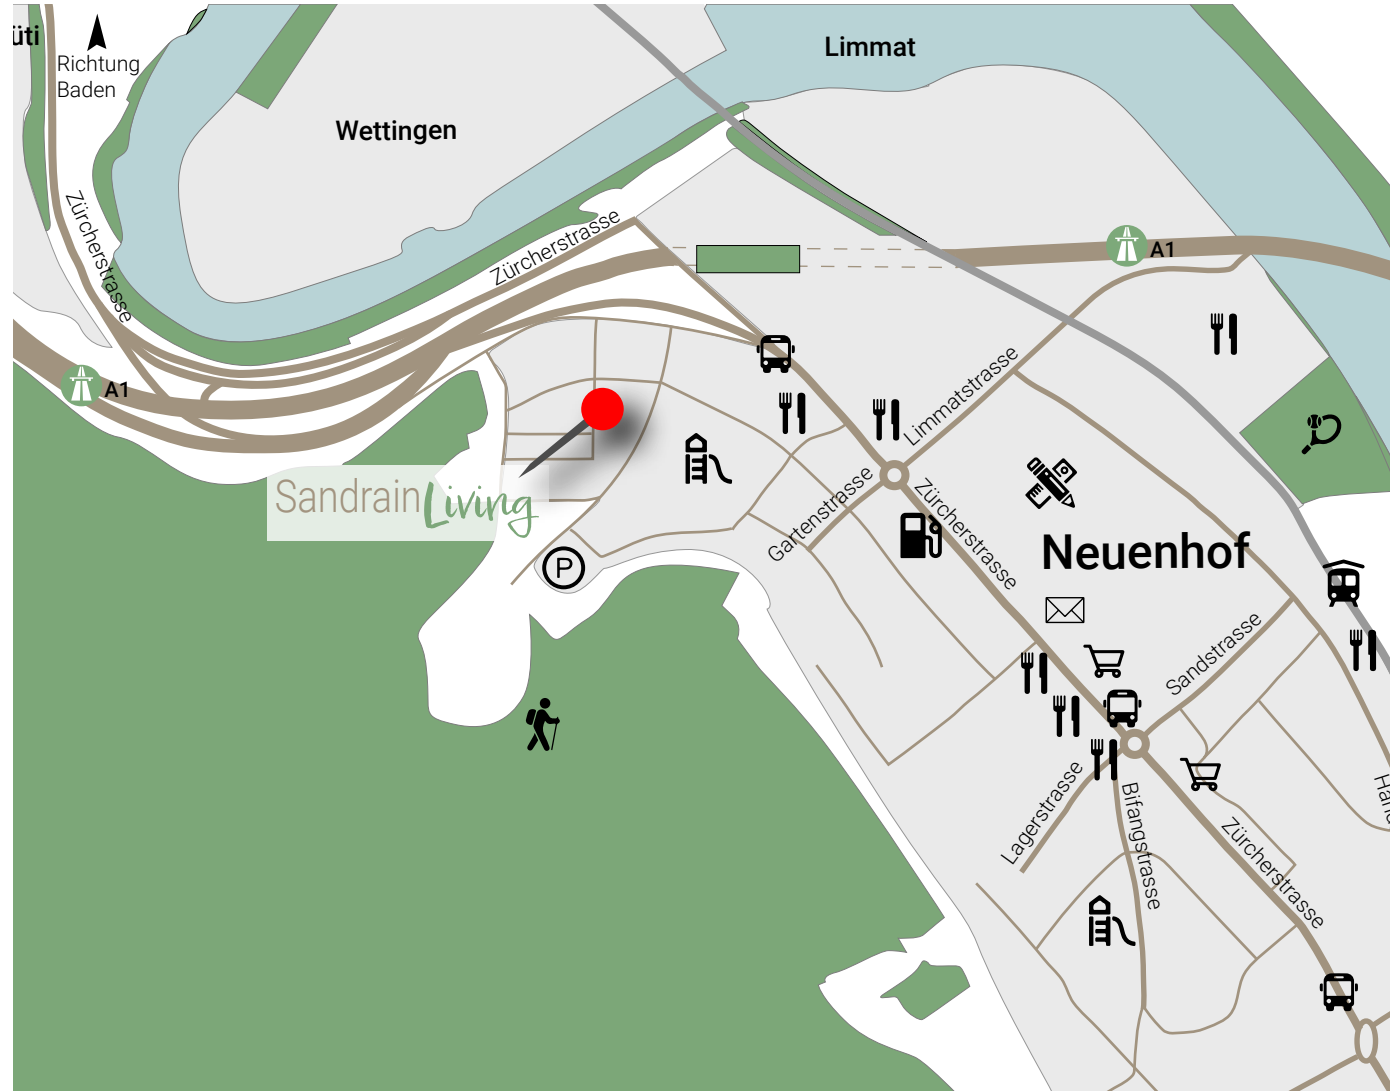 üti
Richtung
Baden
Limmat
Wettingen
Zürcherstrasse
Zürcherstrasse
A1
A1
Limmatstrasse
Sandrain Living
Gartenstrasse
Zürcherstrasse
P
Neuenhof
Sandstrasse
Lagerstrasse
Bifangstrasse
Zürcherstrasse